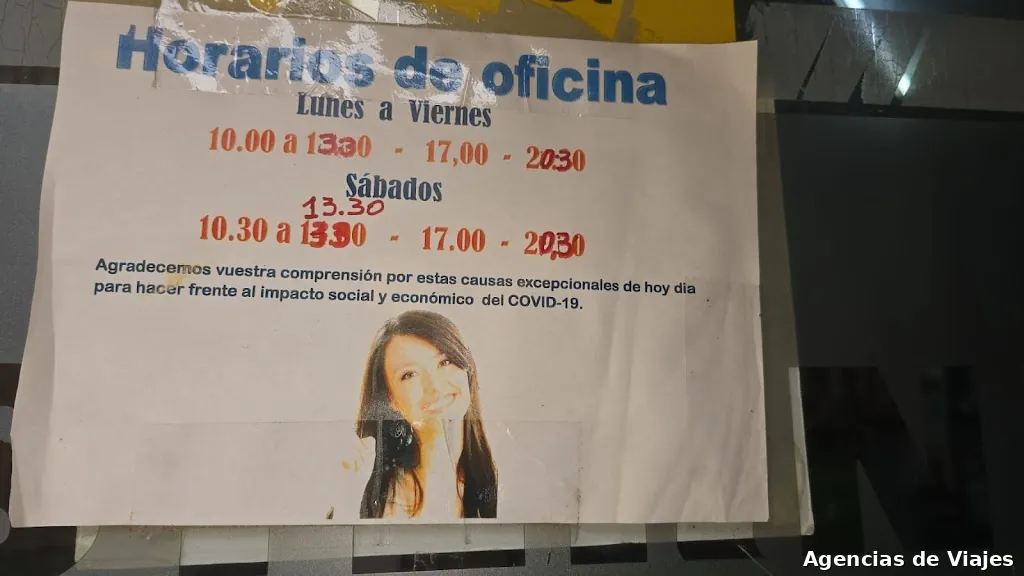 Horarios de oficina
Lunes a Viernes
10.00 a 13.30 - 17,00 - 20:30
Sábados
13.30
10.30 a 13.30 - 17.00 - 20,30
Agradecemos vuestra comprensión por estas causas excepcionales de hoy dia
para hacer frente al impacto social y económico del COVID-19.
Agencias de Viajes